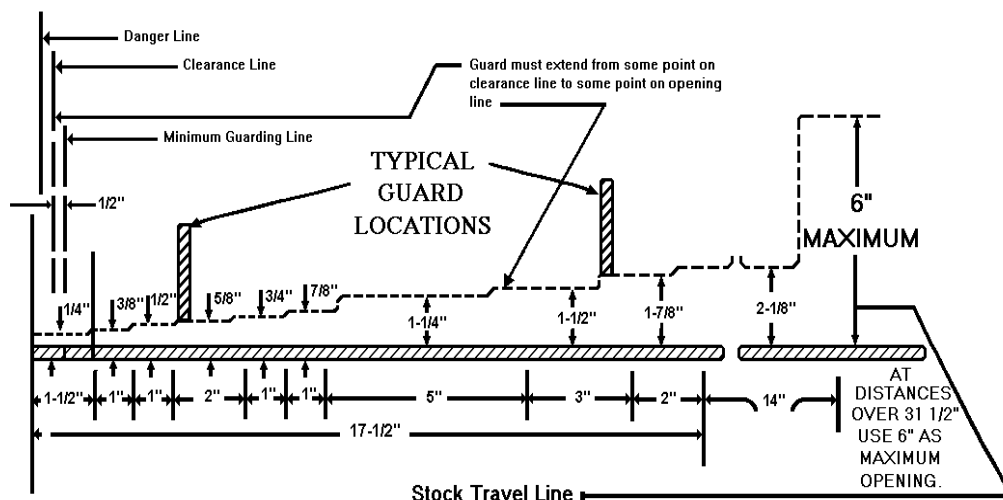 Danger Line
Clearance Line
Guard must extend from some point on
clearance line to some point on opening
line
Minimum Guarding Line
TYPICAL
GUARD
LOCATIONS
1/2"
6"
MAXIMUM
1/4"
3/8"
1/2"
5/8"
3/4"
7/8"
1-1/4"
1-1/2"
1-7/8"
2-1/8"
1-1/2"
1"
1"
2"
1"
1"
5"
3"
2"
14"
17-1/2"
AT
DISTANCES
OVER 31 1/2"
USE 6" AS
MAXIMUM
OPENING.
Stock Travel Line